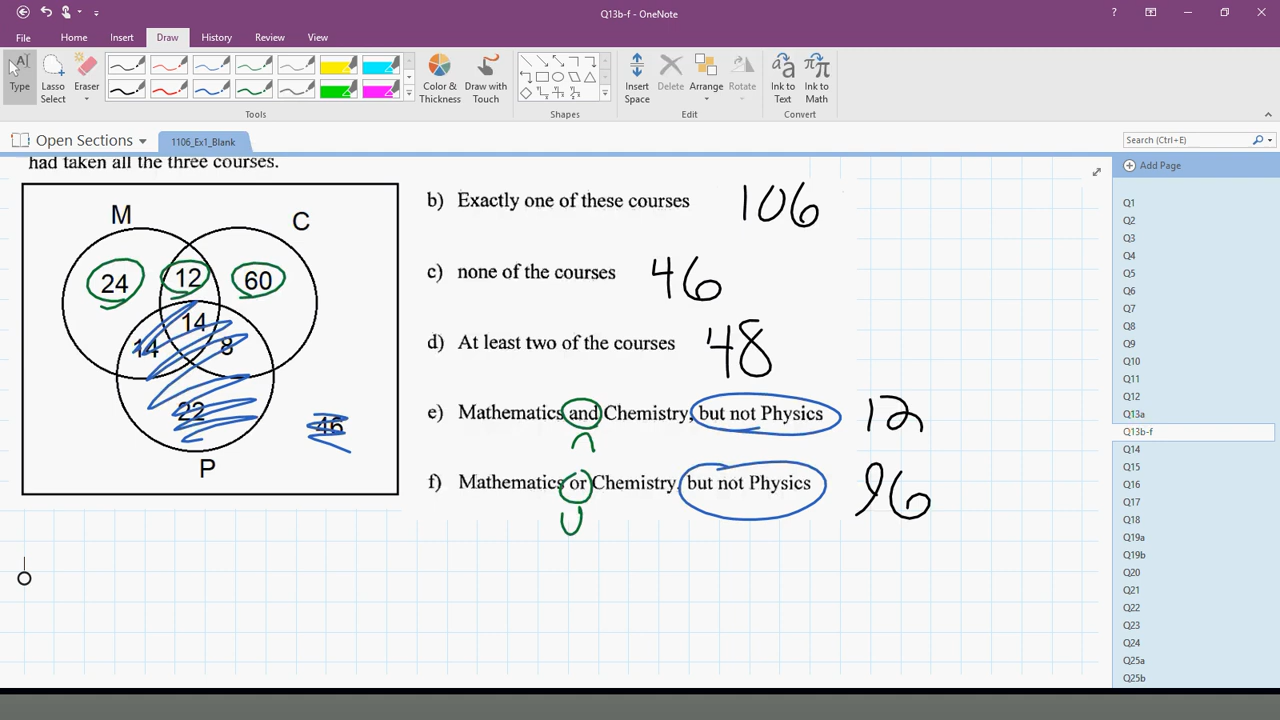 Q13b-f - OneNote
?
File Home Insert Draw History Review View
Type
Lasso Select
Eraser
Color & Thickness
Draw with Touch
Insert Space
Delete
Arrange
Rotate
Ink to Text
Ink to Math
Tools
Shapes
Edit
Convert
Open Sections
1106_Ex1_Blank
Search (Ctrl+E)
had taken all the three courses.
M
C
24
12
60
14
14
8
22
46
P
b) Exactly one of these courses 106
c) none of the courses 46
d) At least two of the courses 48
e) Mathematics and Chemistry, but not Physics 12
∩
f) Mathematics or Chemistry, but not Physics 96
∪
Add Page
Q1
Q2
Q3
Q4
Q5
Q6
Q7
Q8
Q9
Q10
Q11
Q12
Q13a
Q13b-f
Q14
Q15
Q16
Q17
Q18
Q19a
Q19b
Q20
Q21
Q22
Q23
Q24
Q25a
Q25b